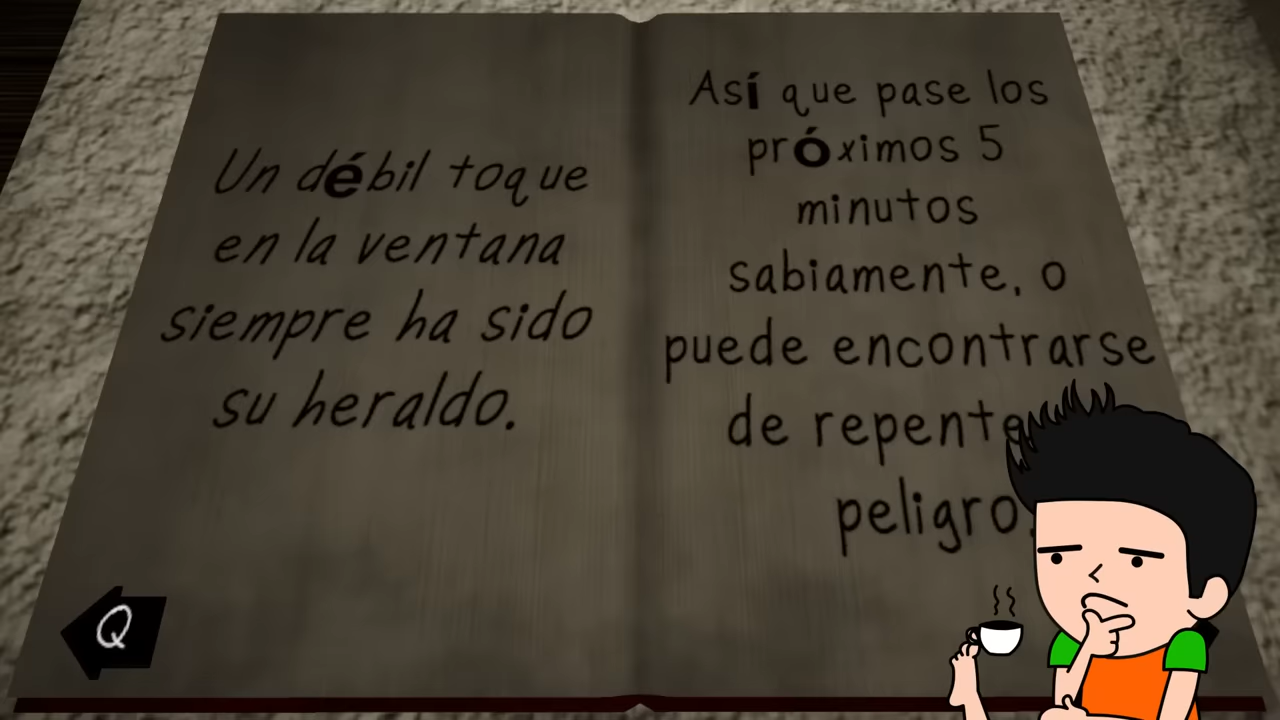 Un débil toque
en la ventana
siempre ha sido
su heraldo.
Así que pase los
próximos 5
minutos
sabiamente, o
puede encontrarse
de repente
peligro.
Q